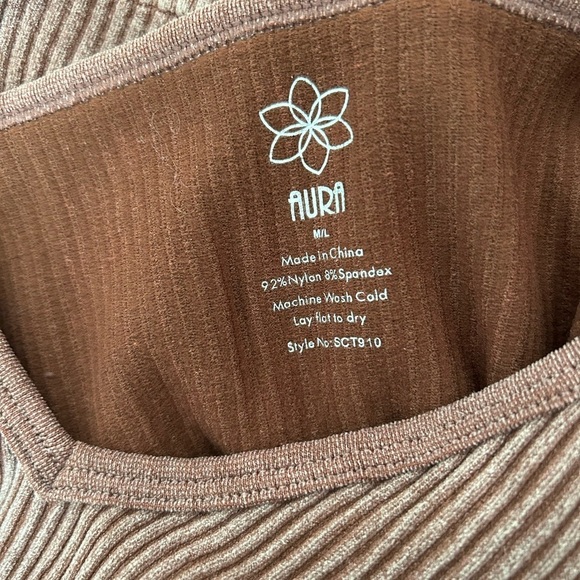 AURA
M/L
Made in China
92%Nylon 8%Spandex
Machine Wash Cold
Lay flat to dry
Style No:SCT910